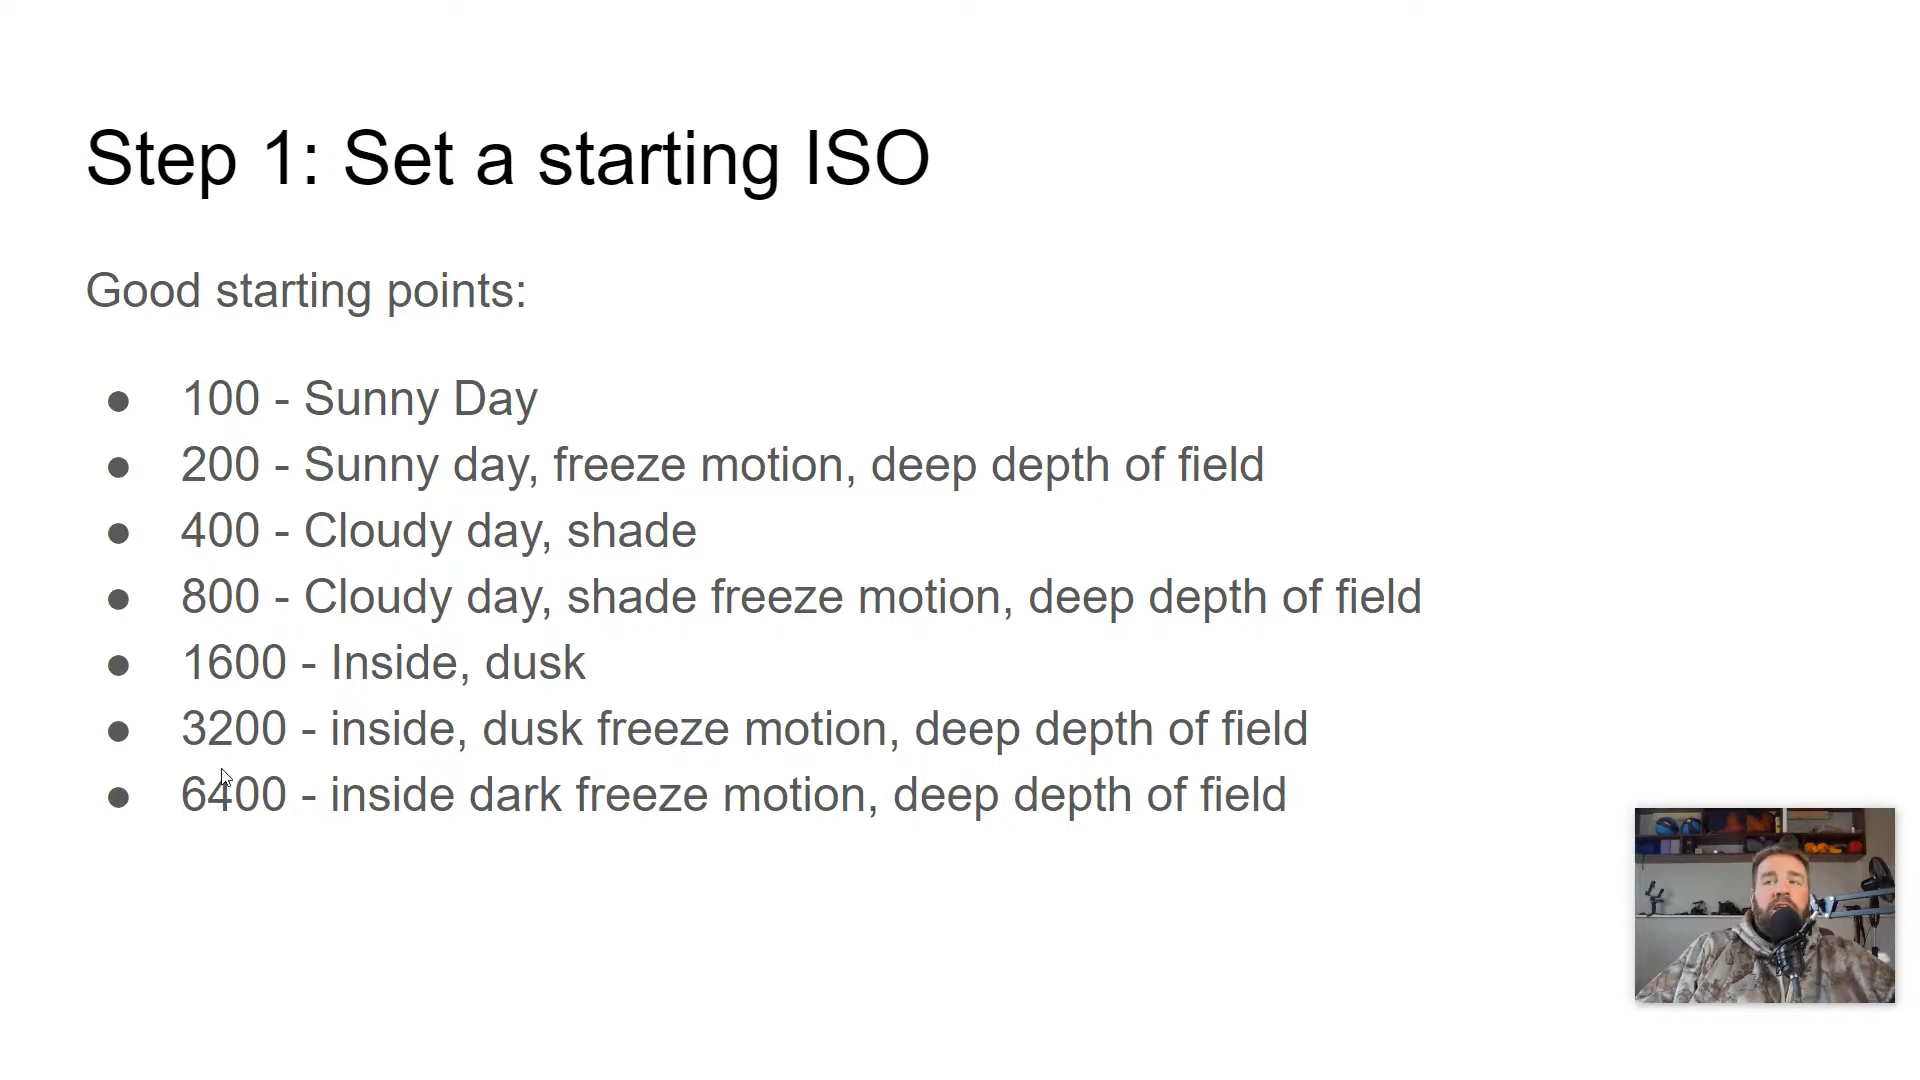 Step 1: Set a starting ISO
Good starting points:
● 100 - Sunny Day
● 200 - Sunny day, freeze motion, deep depth of field
● 400 - Cloudy day, shade
● 800 - Cloudy day, shade freeze motion, deep depth of field
● 1600 - Inside, dusk
● 3200 - inside, dusk freeze motion, deep depth of field
● 6400 - inside dark freeze motion, deep depth of field